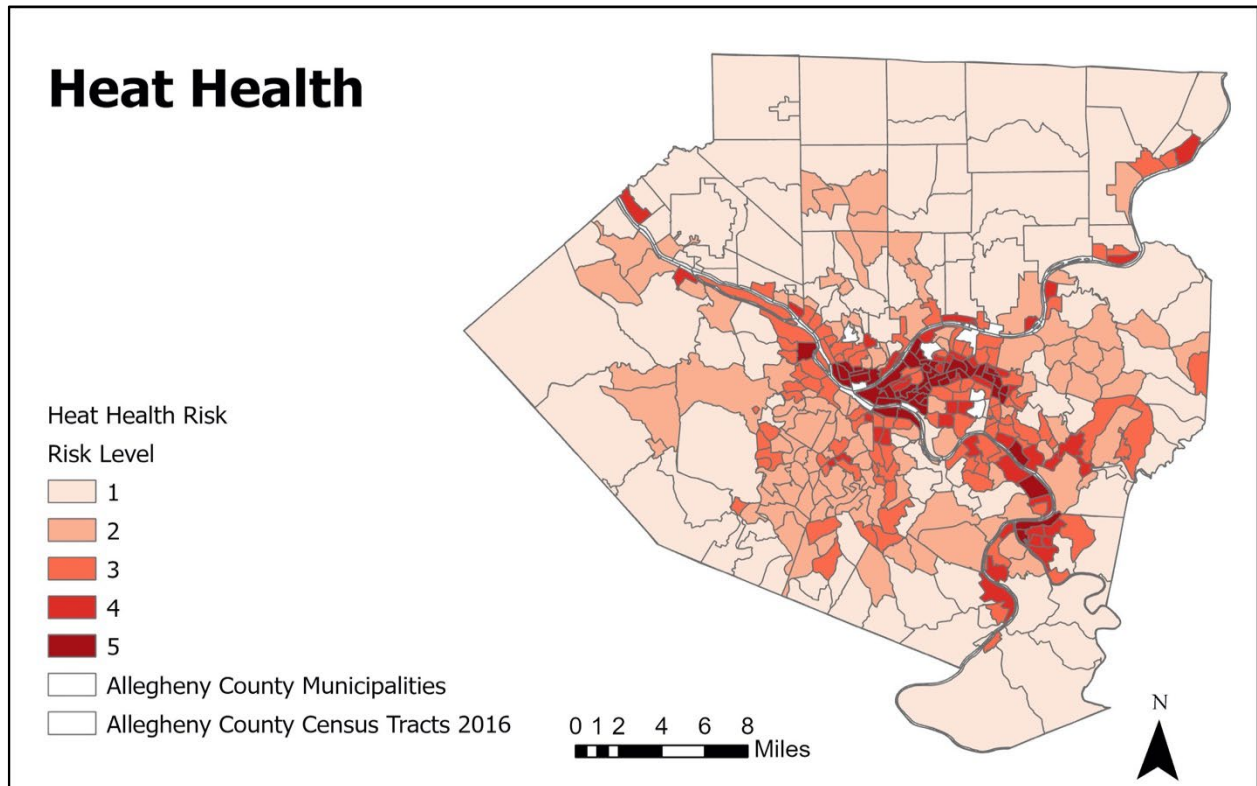 Heat Health
Heat Health Risk
Risk Level
1
2
3
4
5
Allegheny County Municipalities
Allegheny County Census Tracts 2016
0 1 2 4 6 8
Miles
N